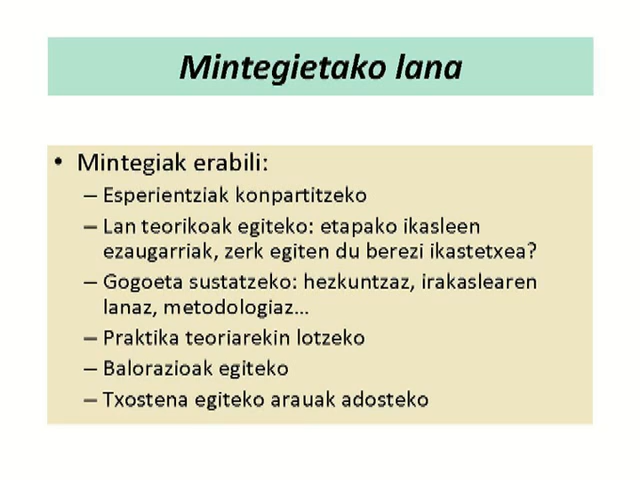 Mintegietako lana
• Mintegiak erabili:
– Esperientziak konpartitzeko
– Lan teorikoak egiteko: etapako ikasleen
ezaugarriak, zerk egiten du berezi ikastetxea?
– Gogoeta sustatzeko: hezkuntzaz, irakaslearen
lanaz, metodologiaz…
– Praktika teoriarekin lotzeko
– Balorazioak egiteko
– Txostena egiteko arauak adosteko